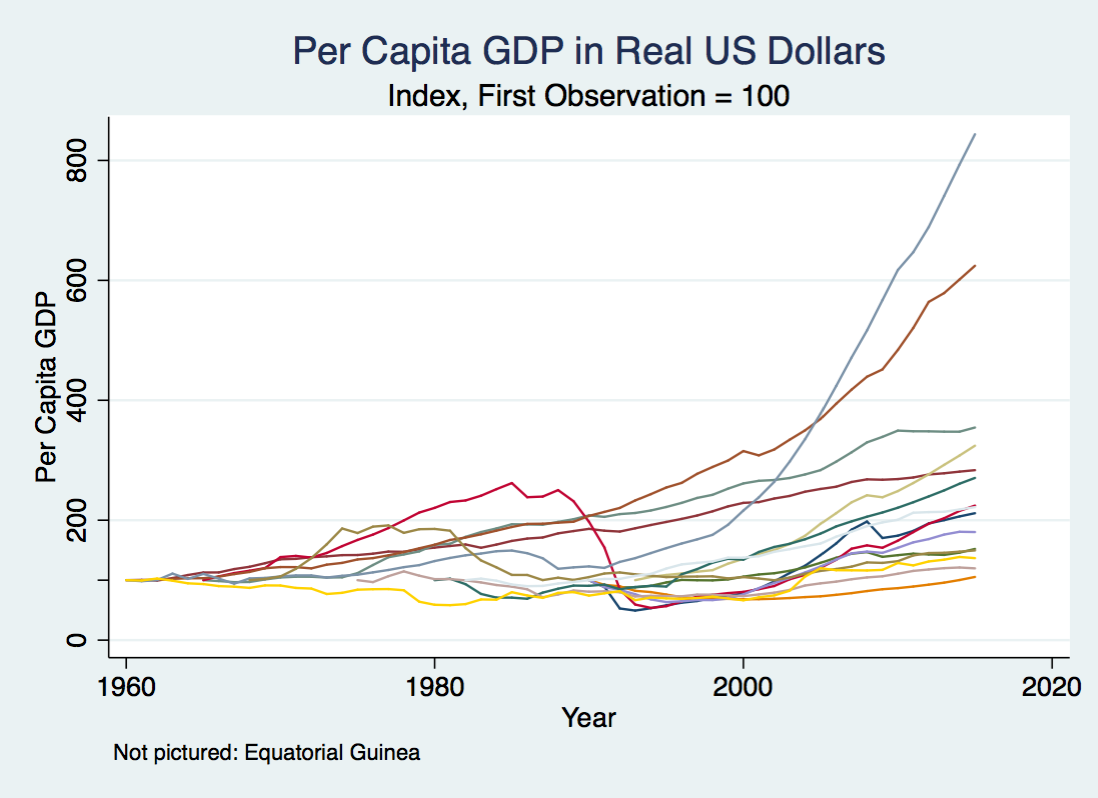 Per Capita GDP in Real US Dollars
Index, First Observation = 100
Per Capita GDP
800
600
400
200
0
1960 1980 2000 2020
Year
Not pictured: Equatorial Guinea